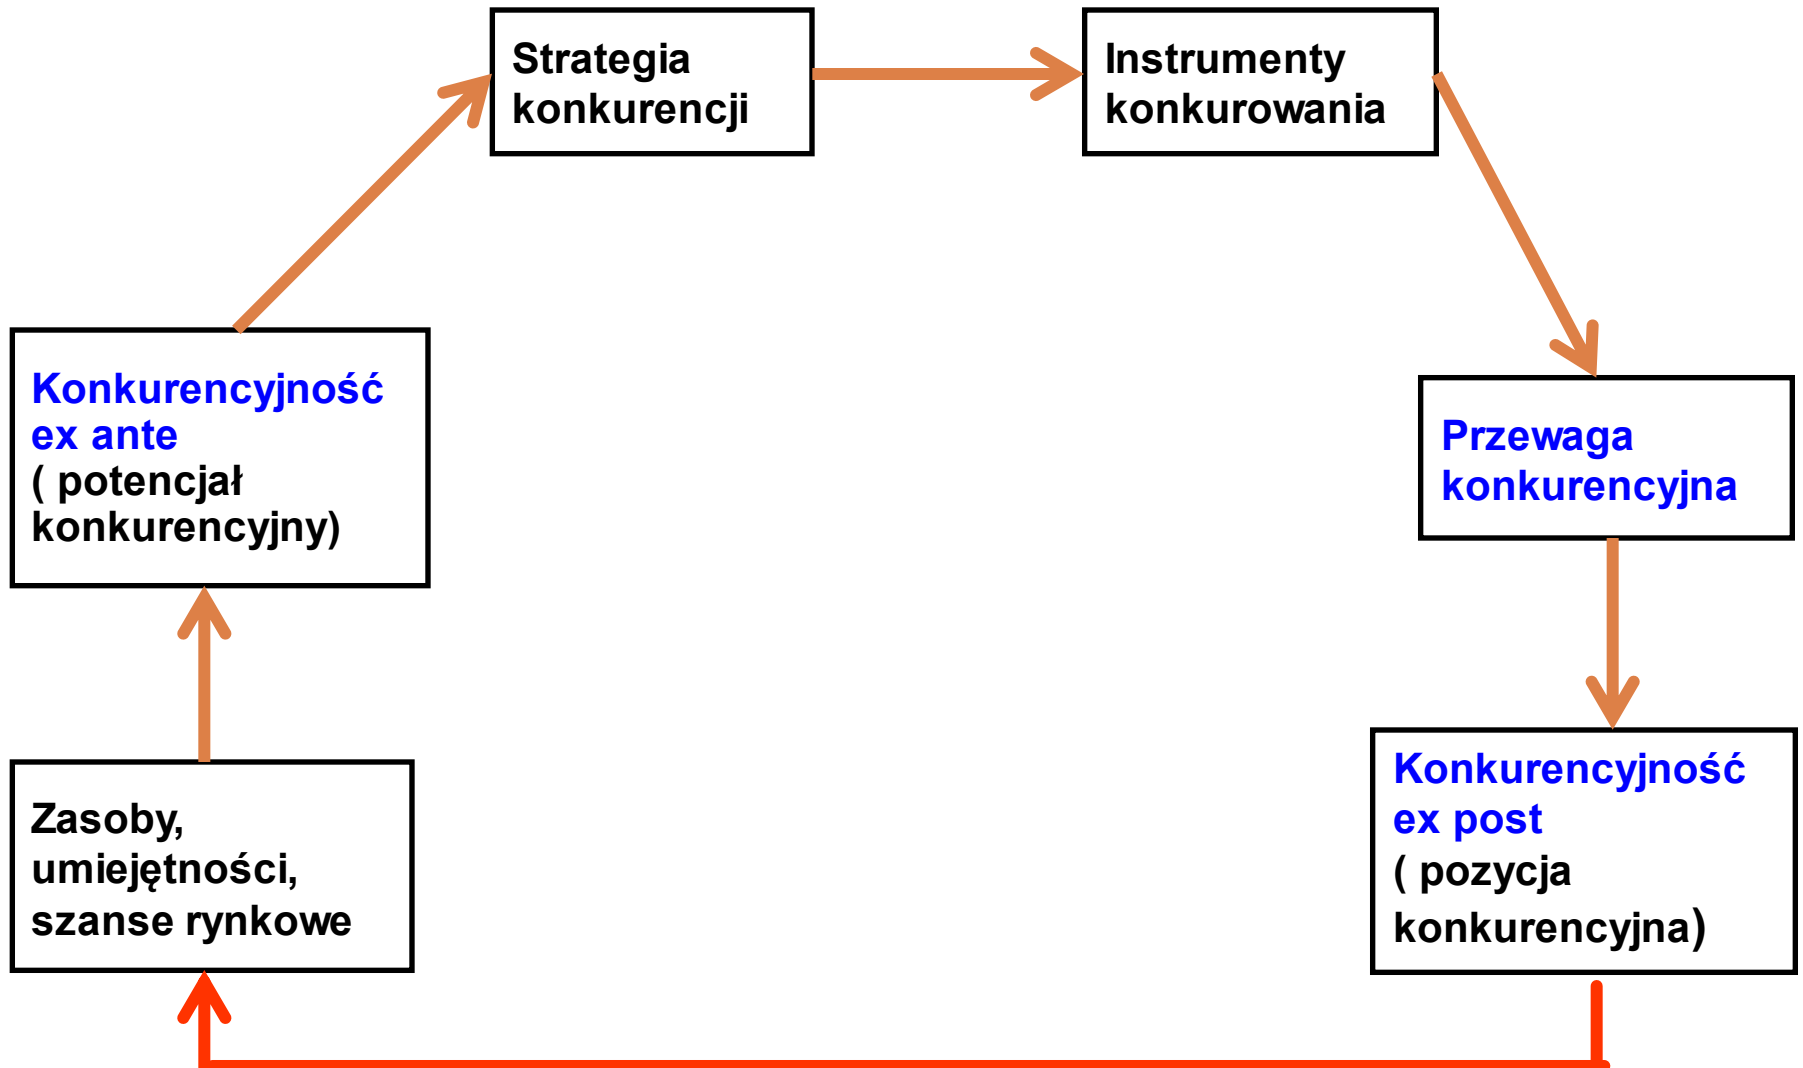 Strategia
konkurencji
Instrumenty
konkurowania
Konkurencyjność
ex ante
( potencjał
konkurencyjny)
Przewaga
konkurencyjna
Zasoby,
umiejętności,
szanse rynkowe
Konkurencyjność
ex post
( pozycja
konkurencyjna)